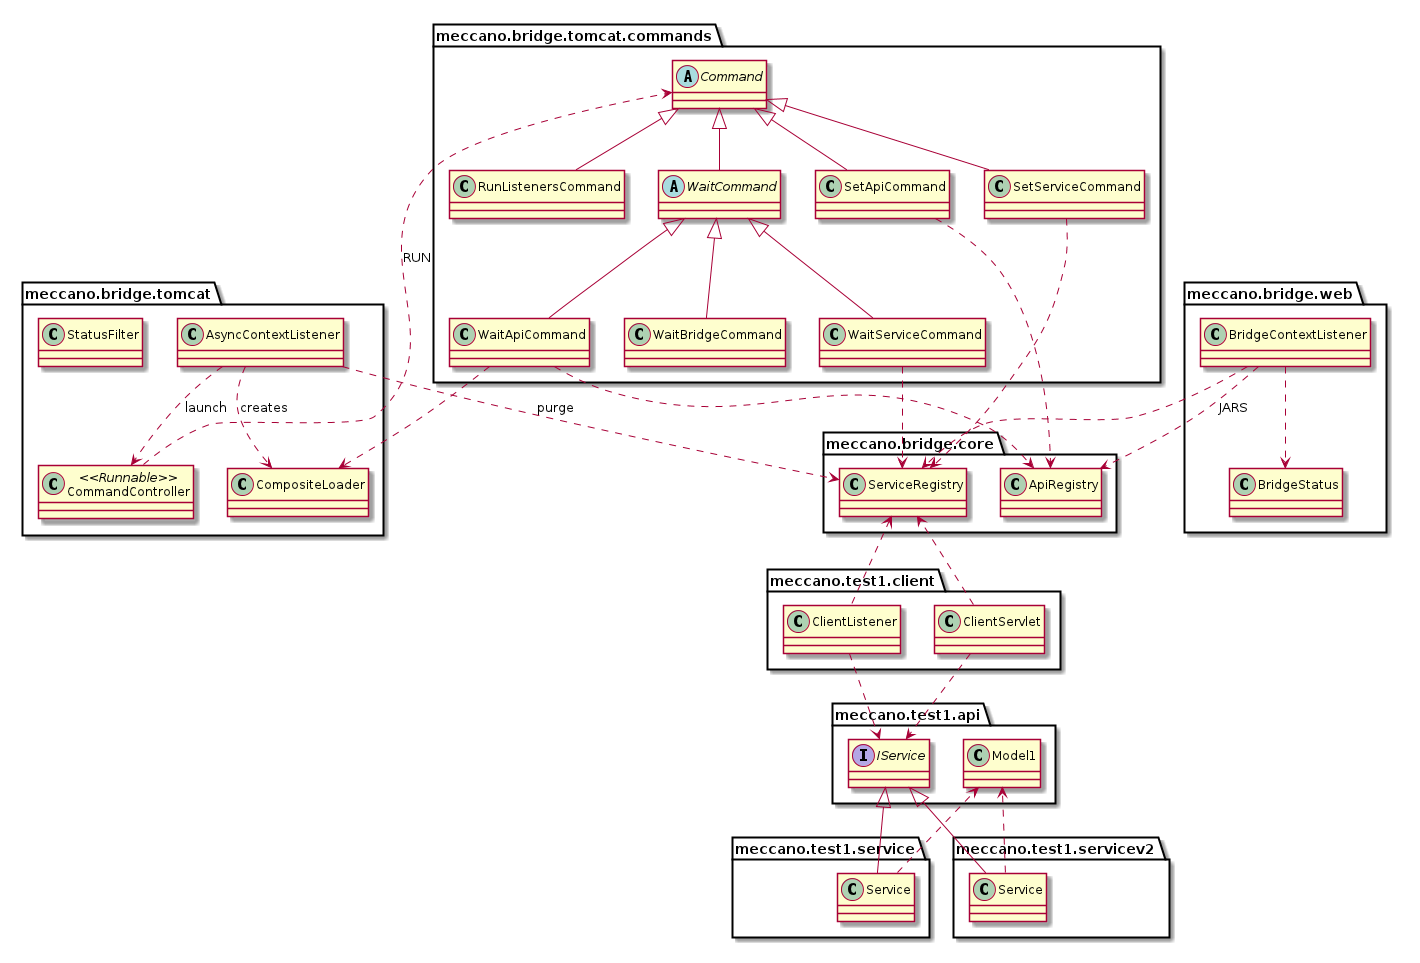 meccano.bridge.tomcat.commands
A Command
C RunListenersCommand
A WaitCommand
C SetApiCommand
C SetServiceCommand
RUN
meccano.bridge.tomcat
meccano.bridge.web
C StatusFilter
C AsyncContextListener
C WaitApiCommand
C WaitBridgeCommand
C WaitServiceCommand
C BridgeContextListener
launch
creates
purge
JARS
meccano.bridge.core
C <<Runnable>>
CommandController
C CompositeLoader
C ServiceRegistry
C ApiRegistry
C BridgeStatus
meccano.test1.client
C ClientListener
C ClientServlet
meccano.test1.api
I IService
C Model1
meccano.test1.service
meccano.test1.servicev2
C Service
C Service